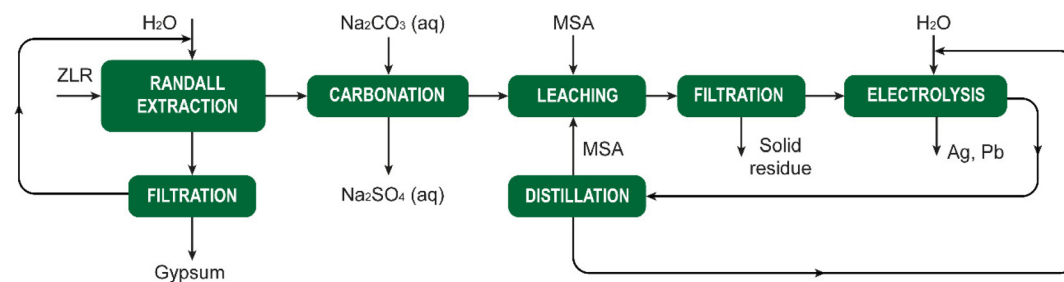 H₂O
Na₂CO₃ (aq)
MSA
H₂O
ZLR
RANDALL
EXTRACTION
CARBONATION
LEACHING
FILTRATION
ELECTROLYSIS
MSA
Solid
residue
Ag, Pb
FILTRATION
Na₂SO₄ (aq)
DISTILLATION
Gypsum